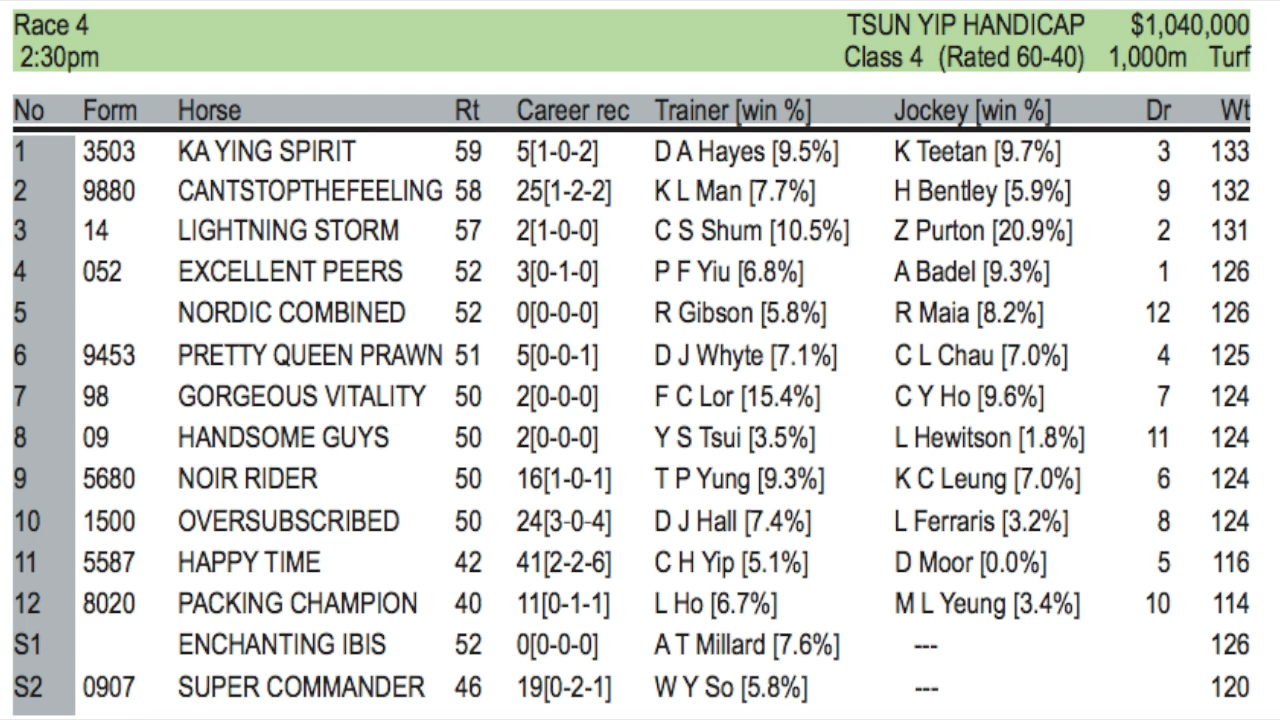 Race 4 TSUN YIP HANDICAP $1,040,000
2:30pm Class 4 (Rated 60-40) 1,000m Turf
No Form Horse Rt Career rec Trainer [win %] Jockey [win %] Dr Wt
1 3503 KA YING SPIRIT 59 5[1-0-2] D A Hayes [9.5%] K Teetan [9.7%] 3 133
2 9880 CANTSTOPTHEFEELING 58 25[1-2-2] K L Man [7.7%] H Bentley [5.9%] 9 132
3 14 LIGHTNING STORM 57 2[1-0-0] C S Shum [10.5%] Z Purton [20.9%] 2 131
4 052 EXCELLENT PEERS 52 3[0-1-0] P F Yiu [6.8%] A Badel [9.3%] 1 126
5 NORDIC COMBINED 52 0[0-0-0] R Gibson [5.8%] R Maia [8.2%] 12 126
6 9453 PRETTY QUEEN PRAWN 51 5[0-0-1] D J Whyte [7.1%] C L Chau [7.0%] 4 125
7 98 GORGEOUS VITALITY 50 2[0-0-0] F C Lor [15.4%] C Y Ho [9.6%] 7 124
8 09 HANDSOME GUYS 50 2[0-0-0] Y S Tsui [3.5%] L Hewitson [1.8%] 11 124
9 5680 NOIR RIDER 50 16[1-0-1] T P Yung [9.3%] K C Leung [7.0%] 6 124
10 1500 OVERSUBSCRIBED 50 24[3-0-4] D J Hall [7.4%] L Ferraris [3.2%] 8 124
11 5587 HAPPY TIME 42 41[2-2-6] C H Yip [5.1%] D Moor [0.0%] 5 116
12 8020 PACKING CHAMPION 40 11[0-1-1] L Ho [6.7%] M L Yeung [3.4%] 10 114
S1 ENCHANTING IBIS 52 0[0-0-0] A T Millard [7.6%] --- 126
S2 0907 SUPER COMMANDER 46 19[0-2-1] W Y So [5.8%] --- 120